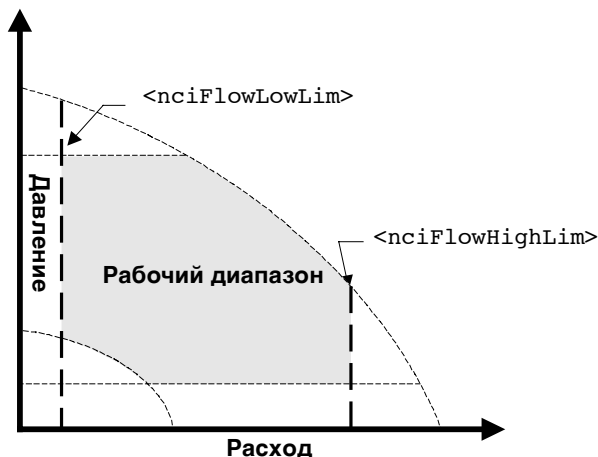 <nciFlowLowLim>
Давление
<nciFlowHighLim>
Рабочий диапазон
Расход